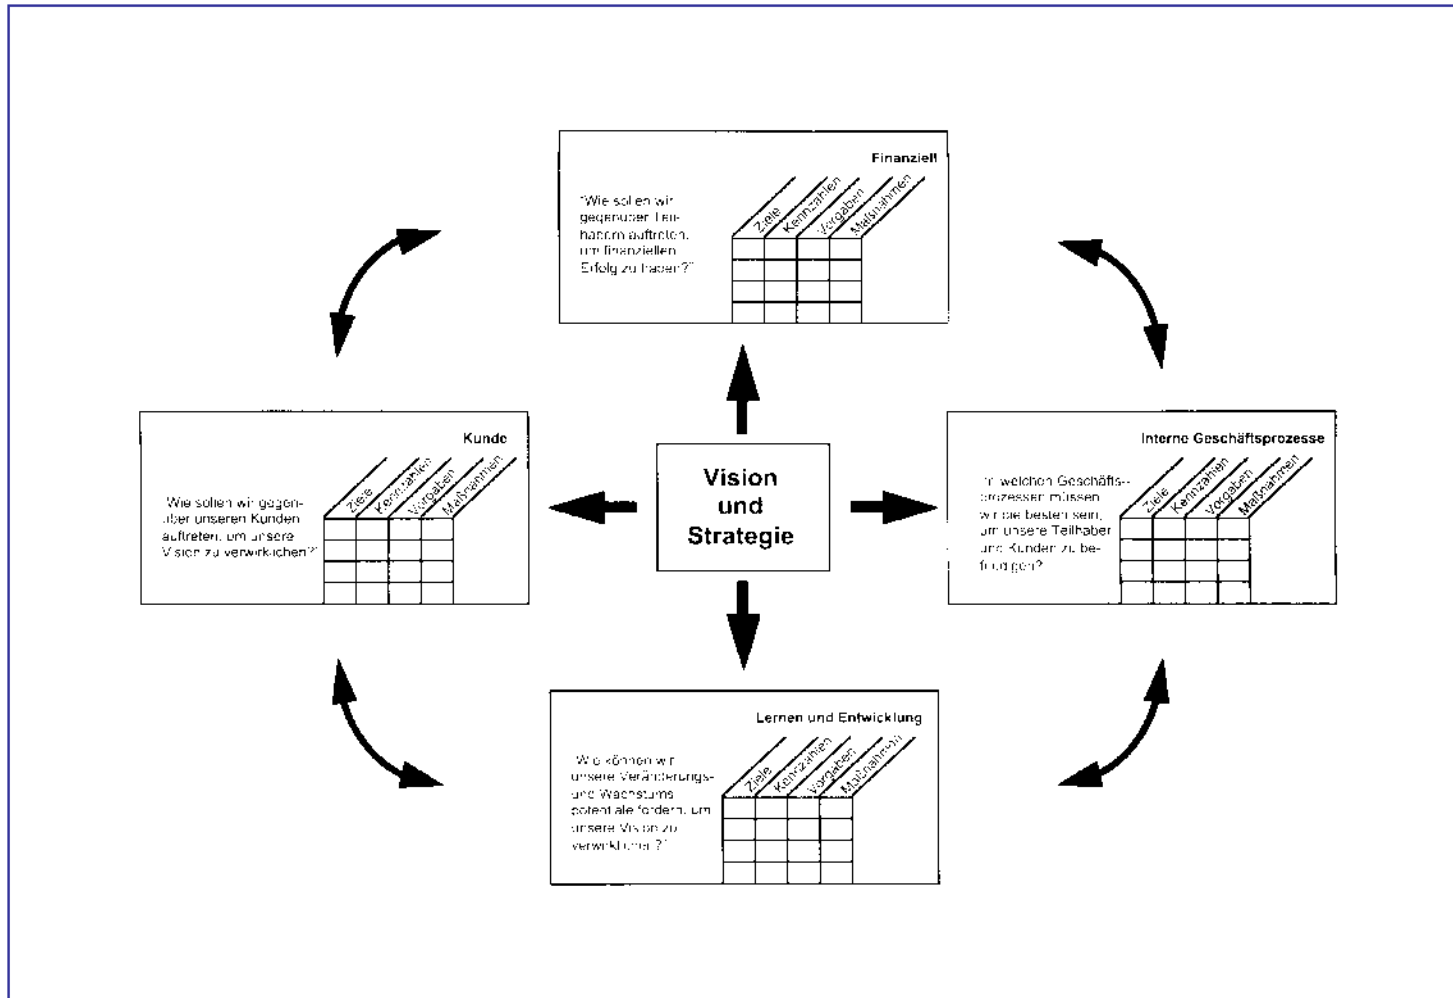 Finanziell
"Wie sollen wir
gegenüber Teil-
habern auftreten,
um finanziellen
Erfolg zu haben?"
Ziele
Kennzahlen
Vorgaben
Maßnahmen
Kunde
"Wie sollen wir gegen-
über unseren Kunden
auftreten, um unsere
Vision zu verwirklichen?"
Ziele
Kennzahlen
Vorgaben
Maßnahmen
Vision
und
Strategie
Interne Geschäftsprozesse
"In welchen Geschäfts-
prozessen müssen
wir die besten sein,
um unsere Teilhaber
und Kunden zu be-
friedigen?
Ziele
Kennzahlen
Vorgaben
Maßnahmen
Lernen und Entwicklung
"Wie können wir
unsere Veränderungs-
und Wachstums-
potentiale fördern, um
unsere Vision zu
verwirklichen?"
Ziele
Kennzahlen
Vorgaben
Maßnahmen